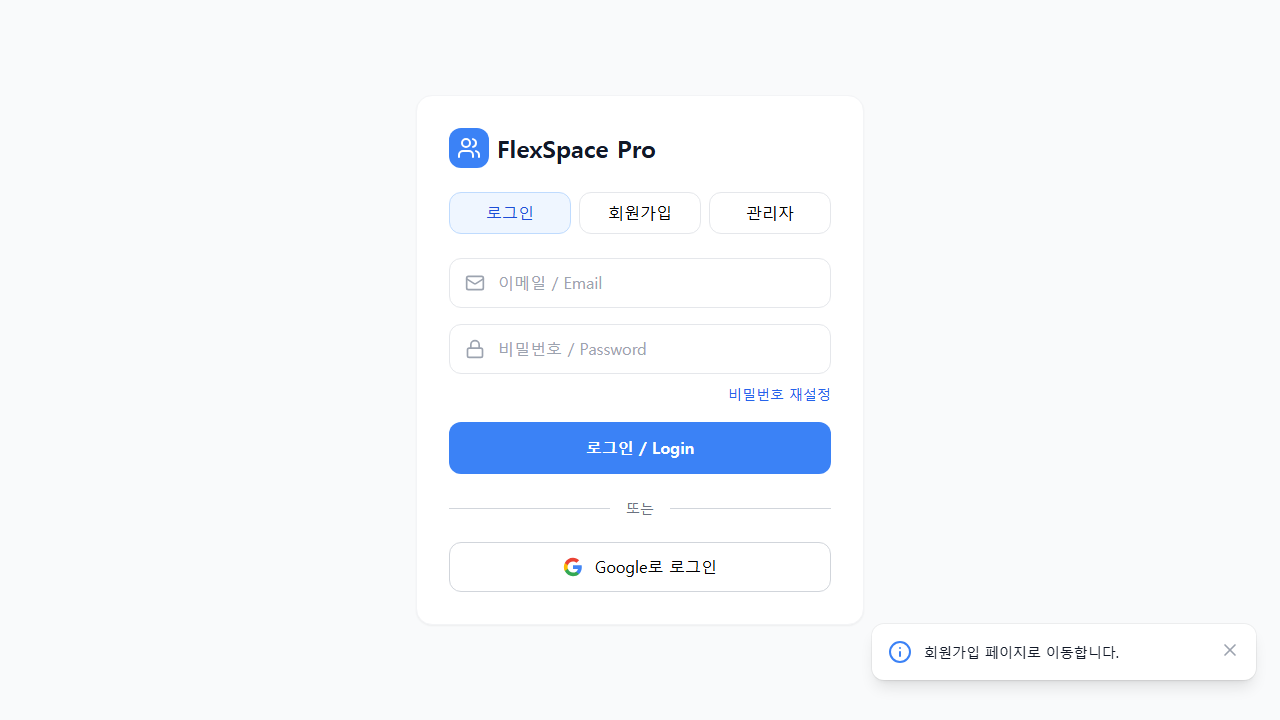 FlexSpace Pro
로그인
회원가입
관리자
이메일 / Email
비밀번호 / Password
비밀번호 재설정
로그인 / Login
또는
Google로 로그인
회원가입 페이지로 이동합니다.